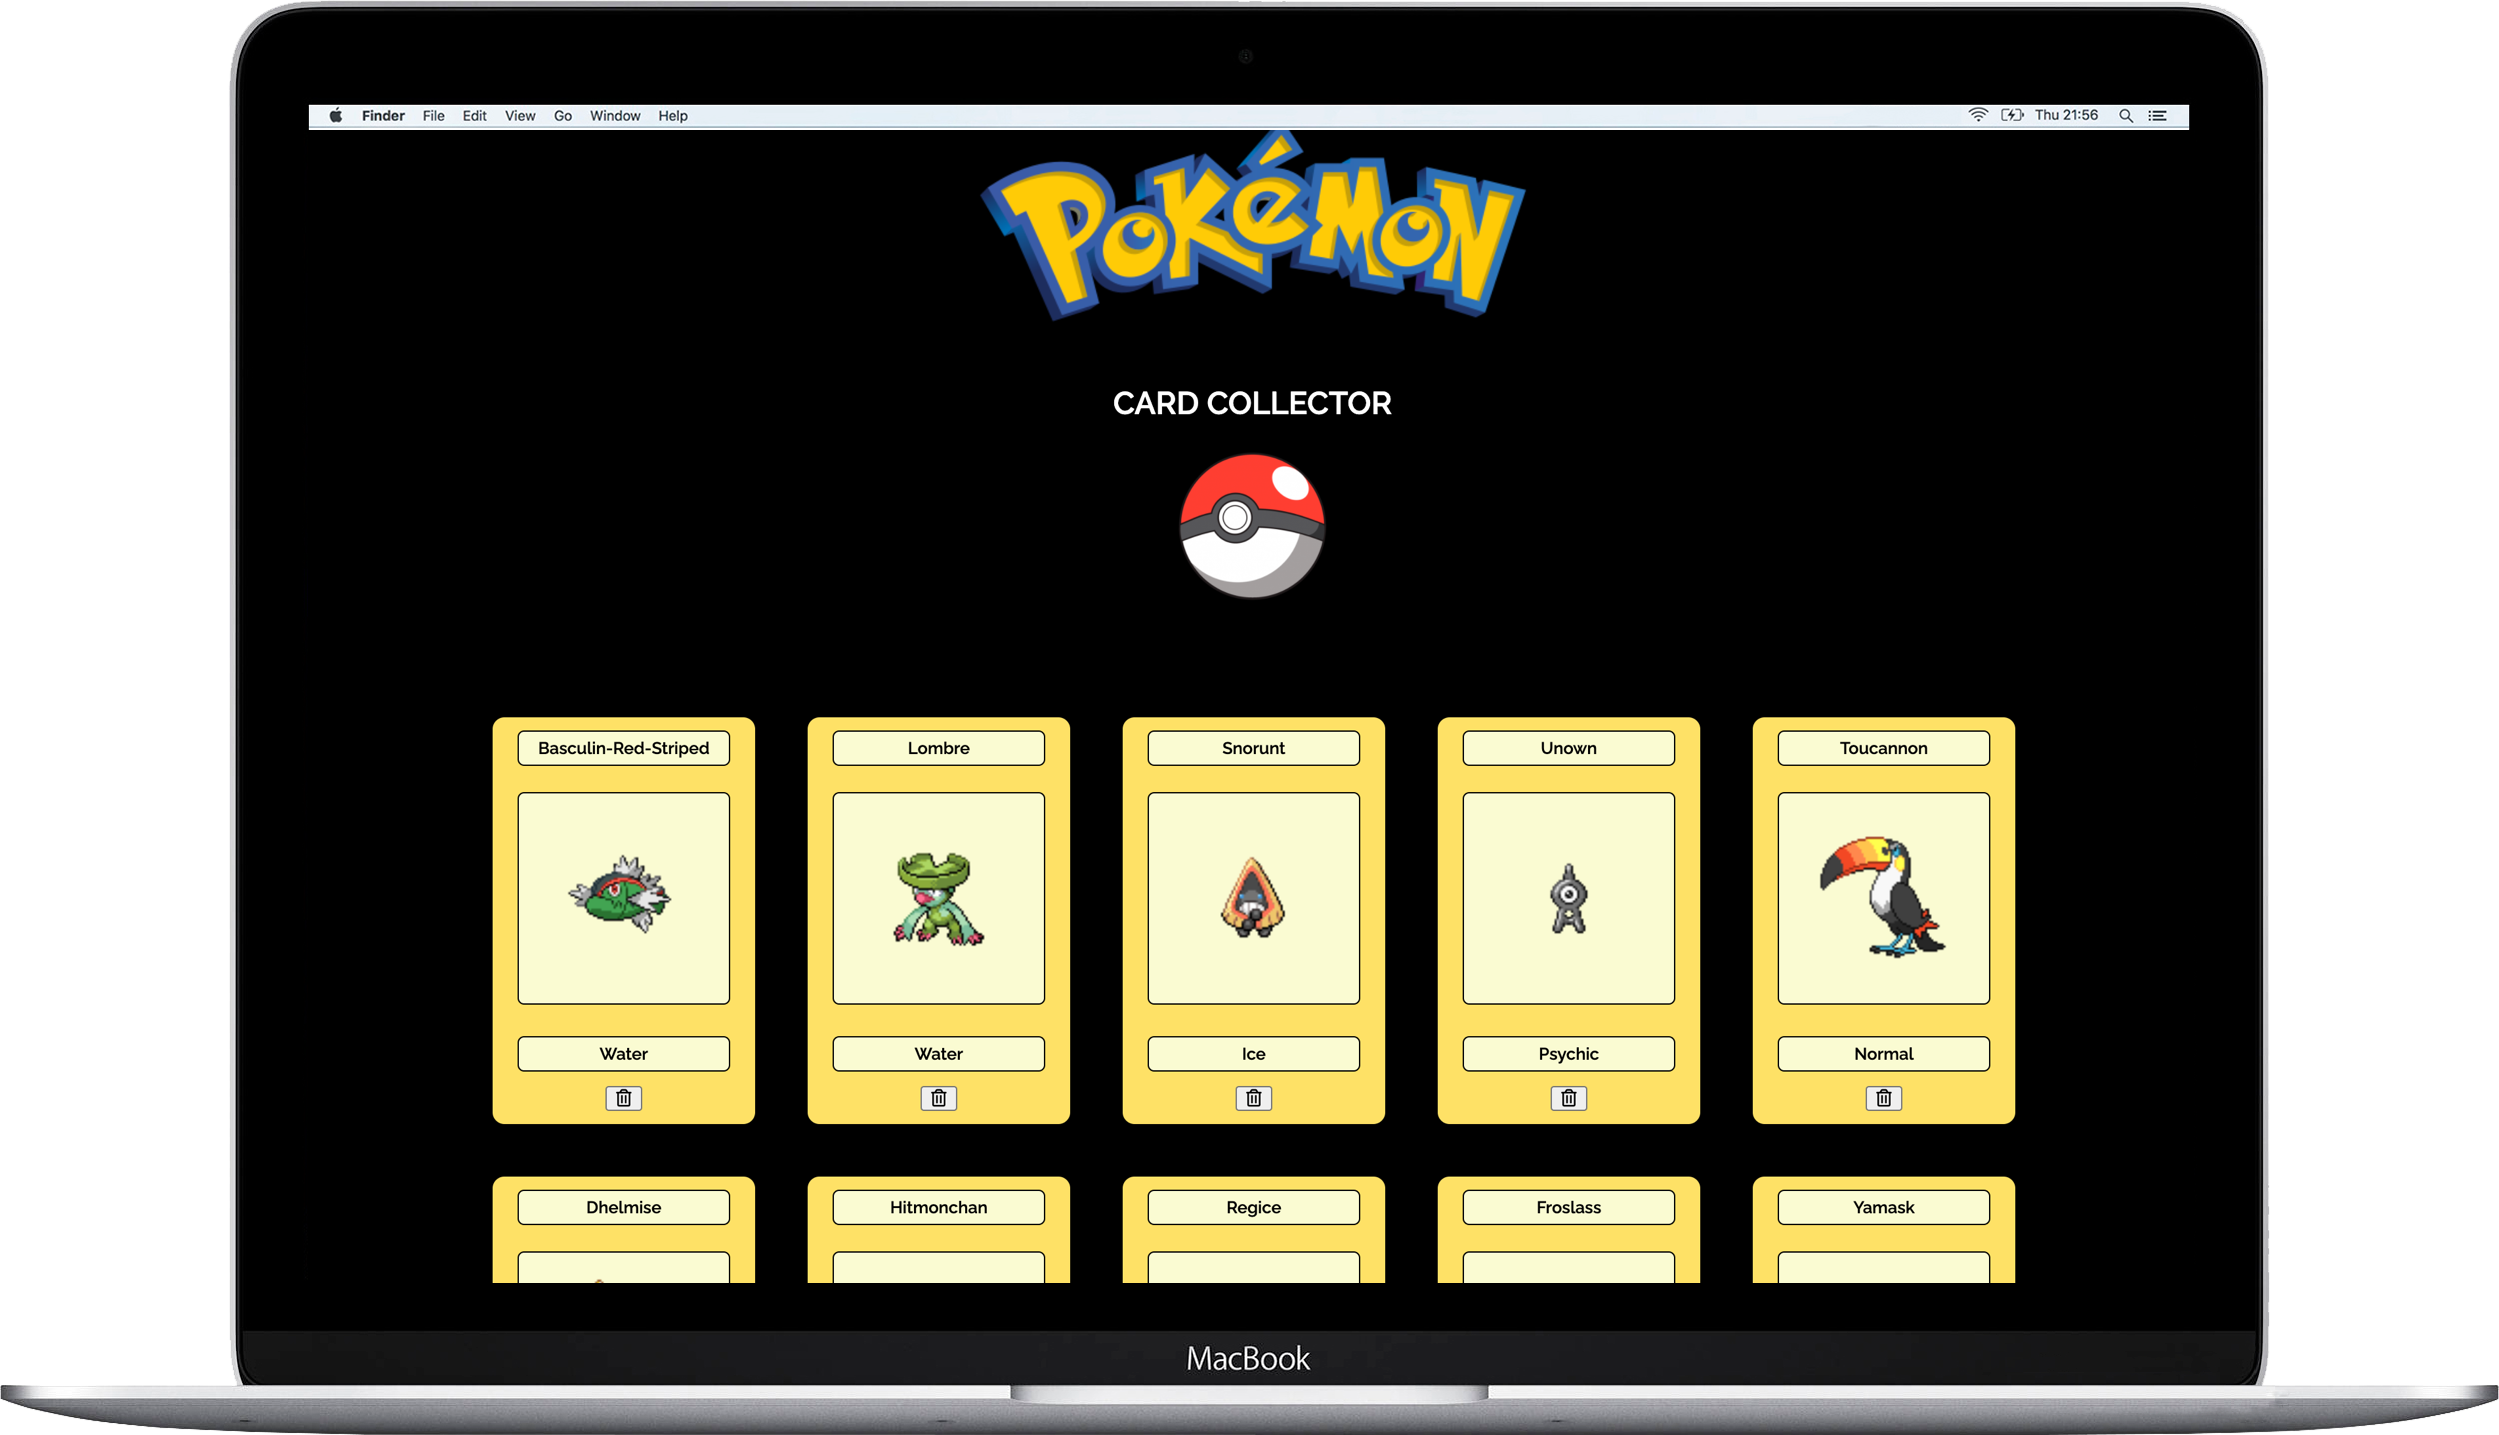 Finder File Edit View Go Window Help Thu 21:56
POKéMON
CARD COLLECTOR
Basculin-Red-Striped Lombre Snorunt Unown Toucannon
Water Water Ice Psychic Normal
Dhelmise Hitmonchan Regice Froslass Yamask
MacBook